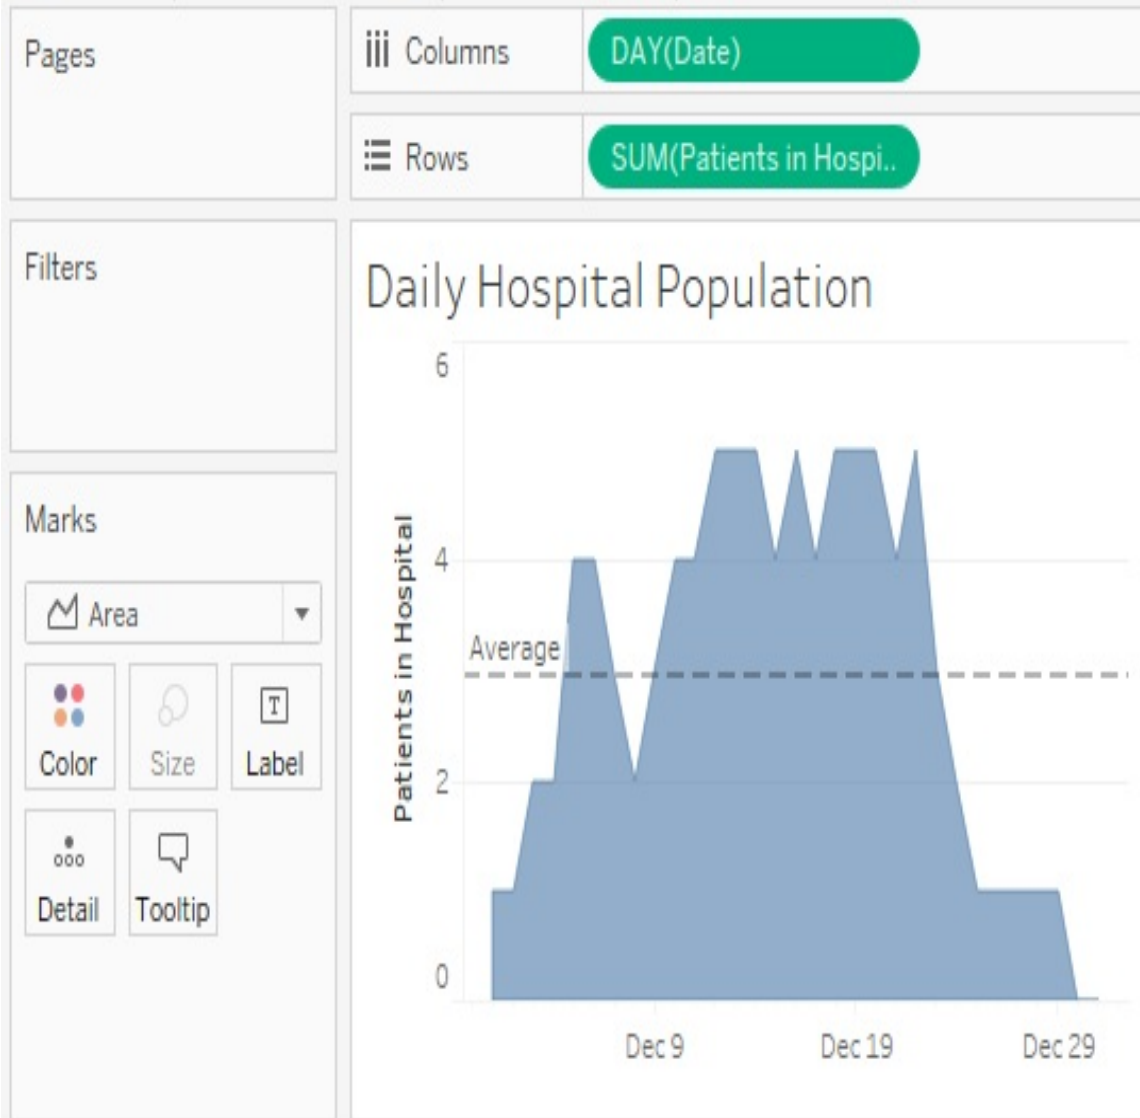 Pages
Columns
DAY(Date)
Rows
SUM(Patients in Hospi..
Filters
Marks
Area
Color
Size
T
Label
Detail
Tooltip
Daily Hospital Population
Patients in Hospital
6
4
Average
2
0
Dec 9
Dec 19
Dec 29